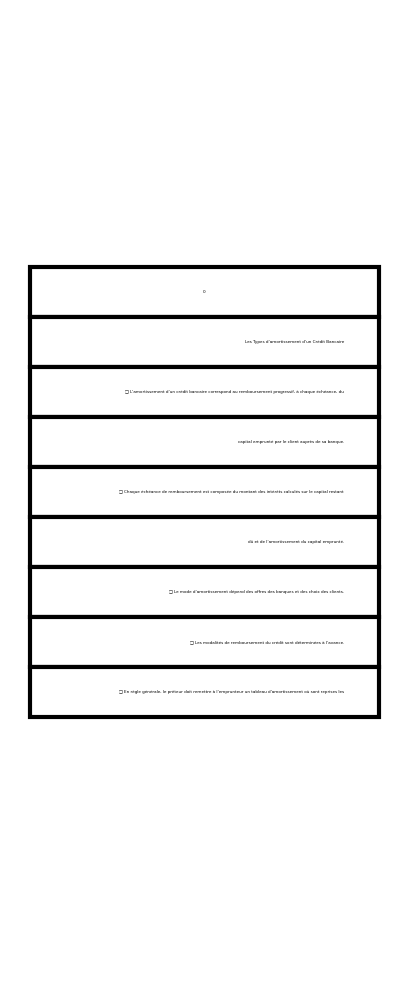 0
Les Types d'amortissement d'un Crédit Bancaire
❑ L'amortissement d'un crédit bancaire correspond au remboursement progressif, à chaque échéance, du
capital emprunté par le client auprès de sa banque.
❑ Chaque échéance de remboursement est composée du montant des intérêts calculés sur le capital restant
dû et de l'amortissement du capital emprunté.
❑ Le mode d'amortissement dépend des offres des banques et des choix des clients.
❑ Les modalités de remboursement du crédit sont déterminées à l'avance.
❑ En règle générale, le prêteur doit remettre à l'emprunteur un tableau d'amortissement où sont reprises les